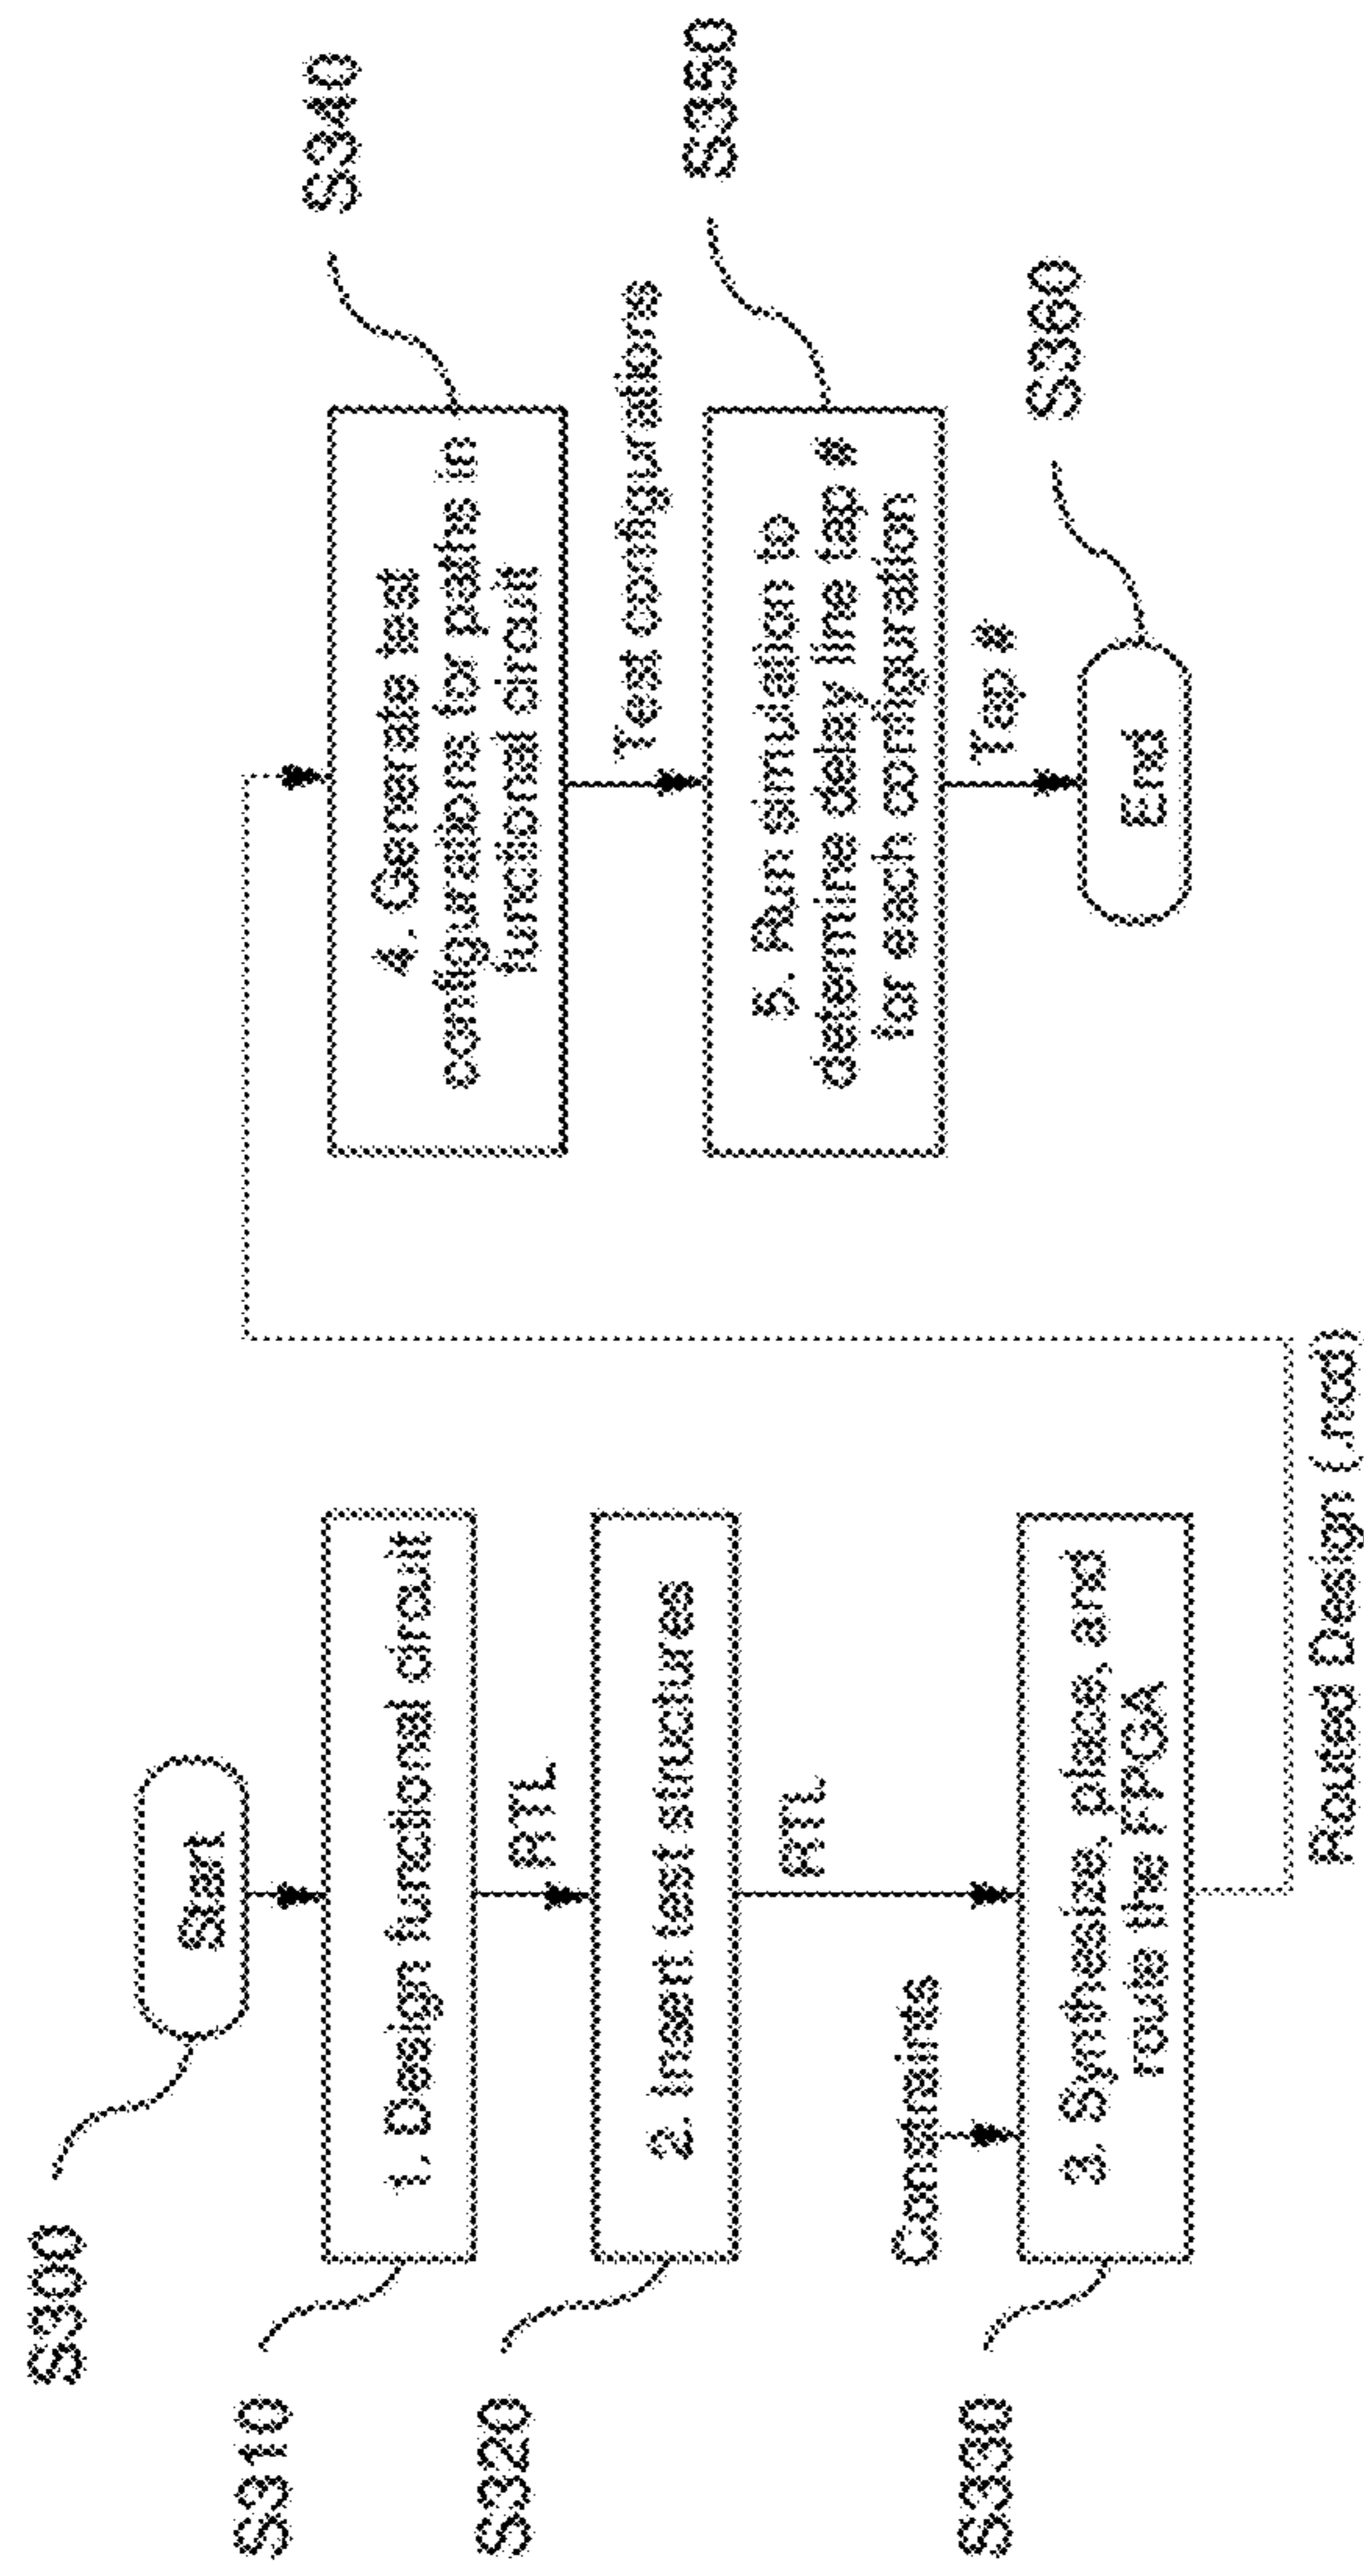 S300
Start
S310
1. Design functional circuit
RTL
S320
2. Insert test structures
RTL
Constraints
S330
3. Synthesize, place, and
route the FPGA
Routed Design (.ncd)
S340
4. Generate test
configurations for paths in
functional circuit
Test configurations
S350
5. Run simulation to
determine delay line tap #
for each configuration
Tap #
S360
End